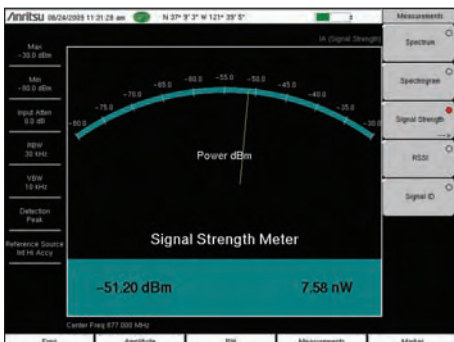 Anritsu 08/24/2009 11:31:28 am N 37° 9' 3" W 121° 39' 5"
Measurements
IA (Signal Strength)
Max
-30.0 dBm
Min
-80.0 dBm
Input Atten
0.0 dB
RBW
30 kHz
VBW
10 kHz
Detection
Peak
Reference Source
Int Hi Accy
-80.0
-75.0
-70.0
-65.0
-60.0
-55.0
-50.0
-45.0
-40.0
-35.0
-30.0
Power dBm
Signal Strength Meter
-51.20 dBm 7.58 nW
Center Freq 877.000 MHz
Spectrum
Spectrogram
Signal Strength
-->
RSSI
Signal ID
Freq Amplitude BW Measurements Marker